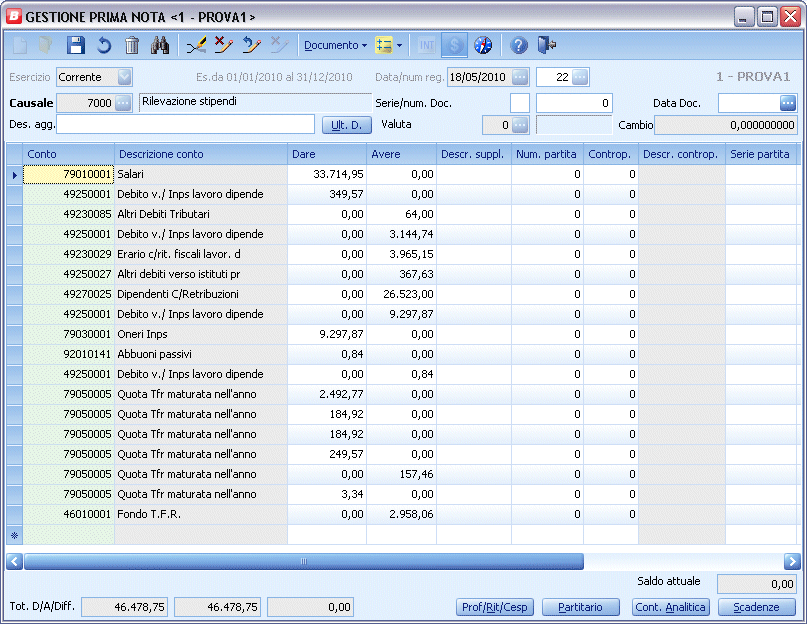 GESTIONE PRIMA NOTA <1 - PROVA1>
Documento INT $ ?
Esercizio Corrente Es.da 01/01/2010 al 31/12/2010 Data/num reg. 18/05/2010 22 1 - PROVA1
Causale 7000 Rilevazione stipendi Serie/num. Doc. 0 Data Doc.
Des. agg. Ult. D. Valuta 0 Cambio 0,000000000
Conto Descrizione conto Dare Avere Descr. suppl. Num. partita Controp. Descr. controp. Serie partita
79010001 Salari 33.714,95 0,00 0 0
49250001 Debito v./ Inps lavoro dipende 349,57 0,00 0 0
49230085 Altri Debiti Tributari 0,00 64,00 0 0
49250001 Debito v./ Inps lavoro dipende 0,00 3.144,74 0 0
49230029 Erario c/rit. fiscali lavor. d 0,00 3.965,15 0 0
49250027 Altri debiti verso istituti pr 0,00 367,63 0 0
49270025 Dipendenti C/Retribuzioni 0,00 26.523,00 0 0
49250001 Debito v./ Inps lavoro dipende 0,00 9.297,87 0 0
79030001 Oneri Inps 9.297,87 0,00 0 0
92010141 Abbuoni passivi 0,84 0,00 0 0
49250001 Debito v./ Inps lavoro dipende 0,00 0,84 0 0
79050005 Quota Tfr maturata nell'anno 2.492,77 0,00 0 0
79050005 Quota Tfr maturata nell'anno 184,92 0,00 0 0
79050005 Quota Tfr maturata nell'anno 184,92 0,00 0 0
79050005 Quota Tfr maturata nell'anno 249,57 0,00 0 0
79050005 Quota Tfr maturata nell'anno 0,00 157,46 0 0
79050005 Quota Tfr maturata nell'anno 3,34 0,00 0 0
46010001 Fondo T.F.R. 0,00 2.958,06 0 0
Saldo attuale 0,00
Tot. D/A/Diff. 46.478,75 46.478,75 0,00 Prof/Rit/Cesp Partitario Cont. Analitica Scadenze